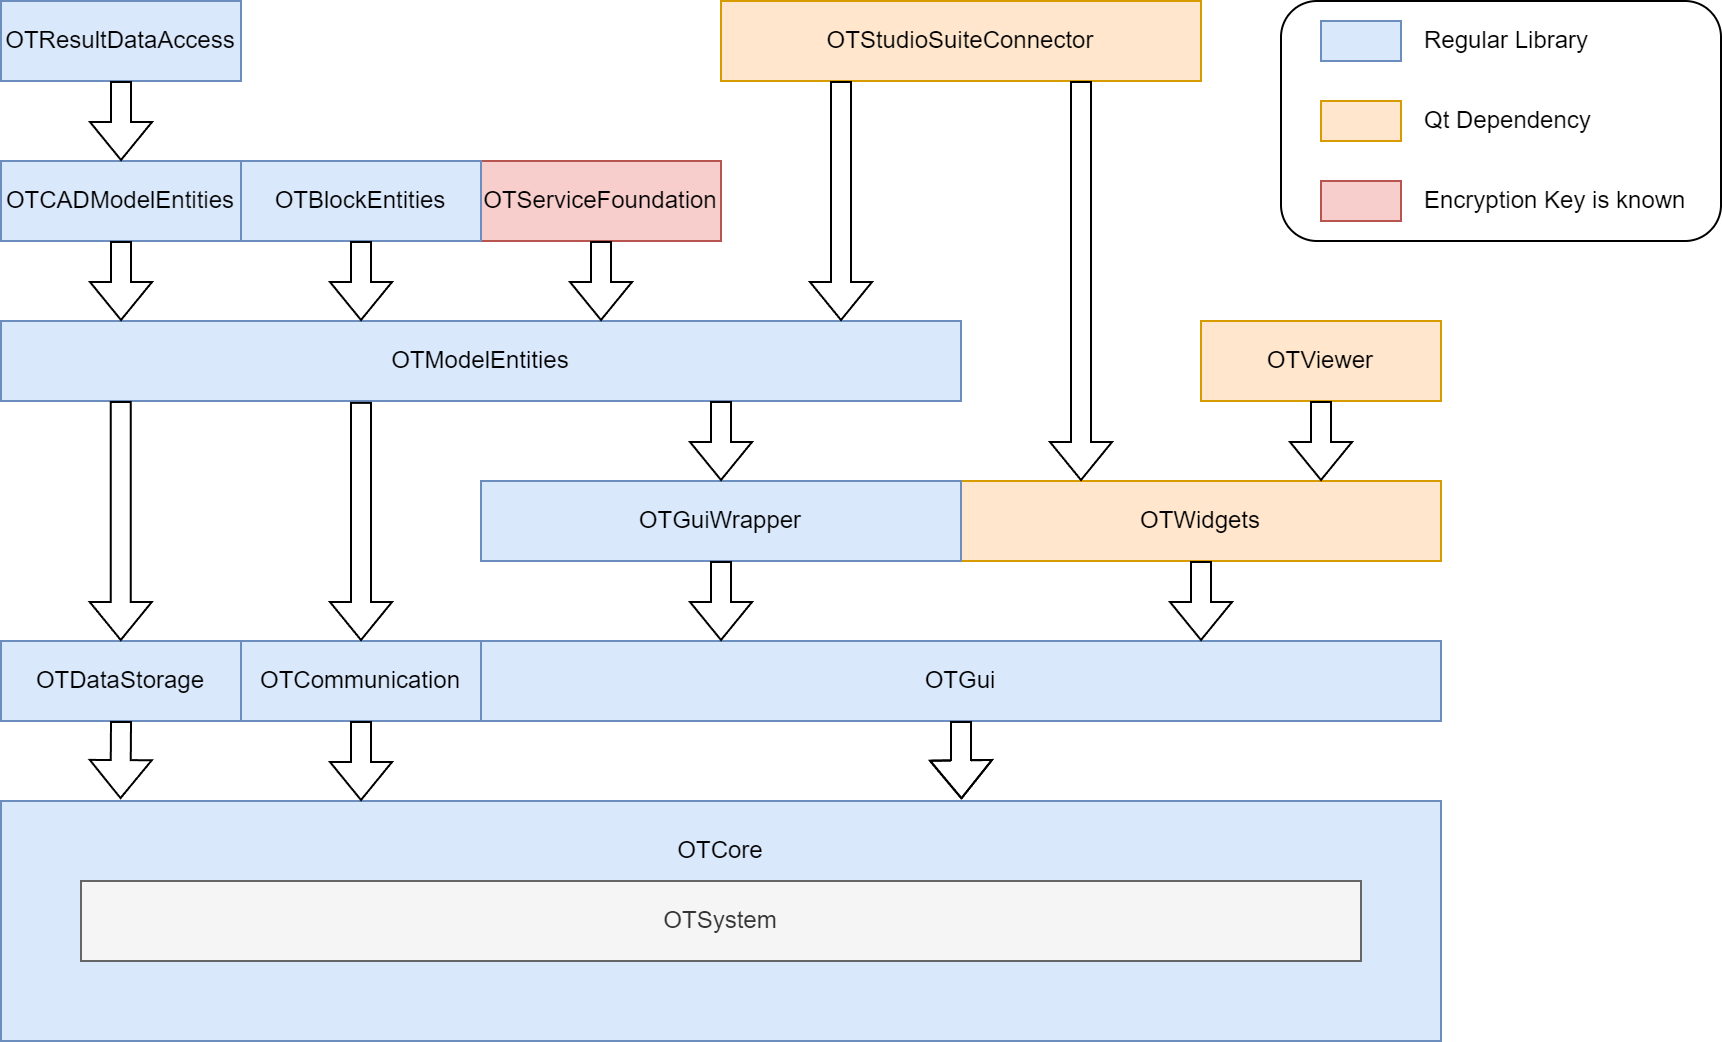 OTResultDataAccess
OTStudioSuiteConnector
Regular Library
Qt Dependency
Encryption Key is known
OTCADModelEntities
OTBlockEntities
OTServiceFoundation
OTModelEntities
OTViewer
OTGuiWrapper
OTWidgets
OTDataStorage
OTCommunication
OTGui
OTCore
OTSystem